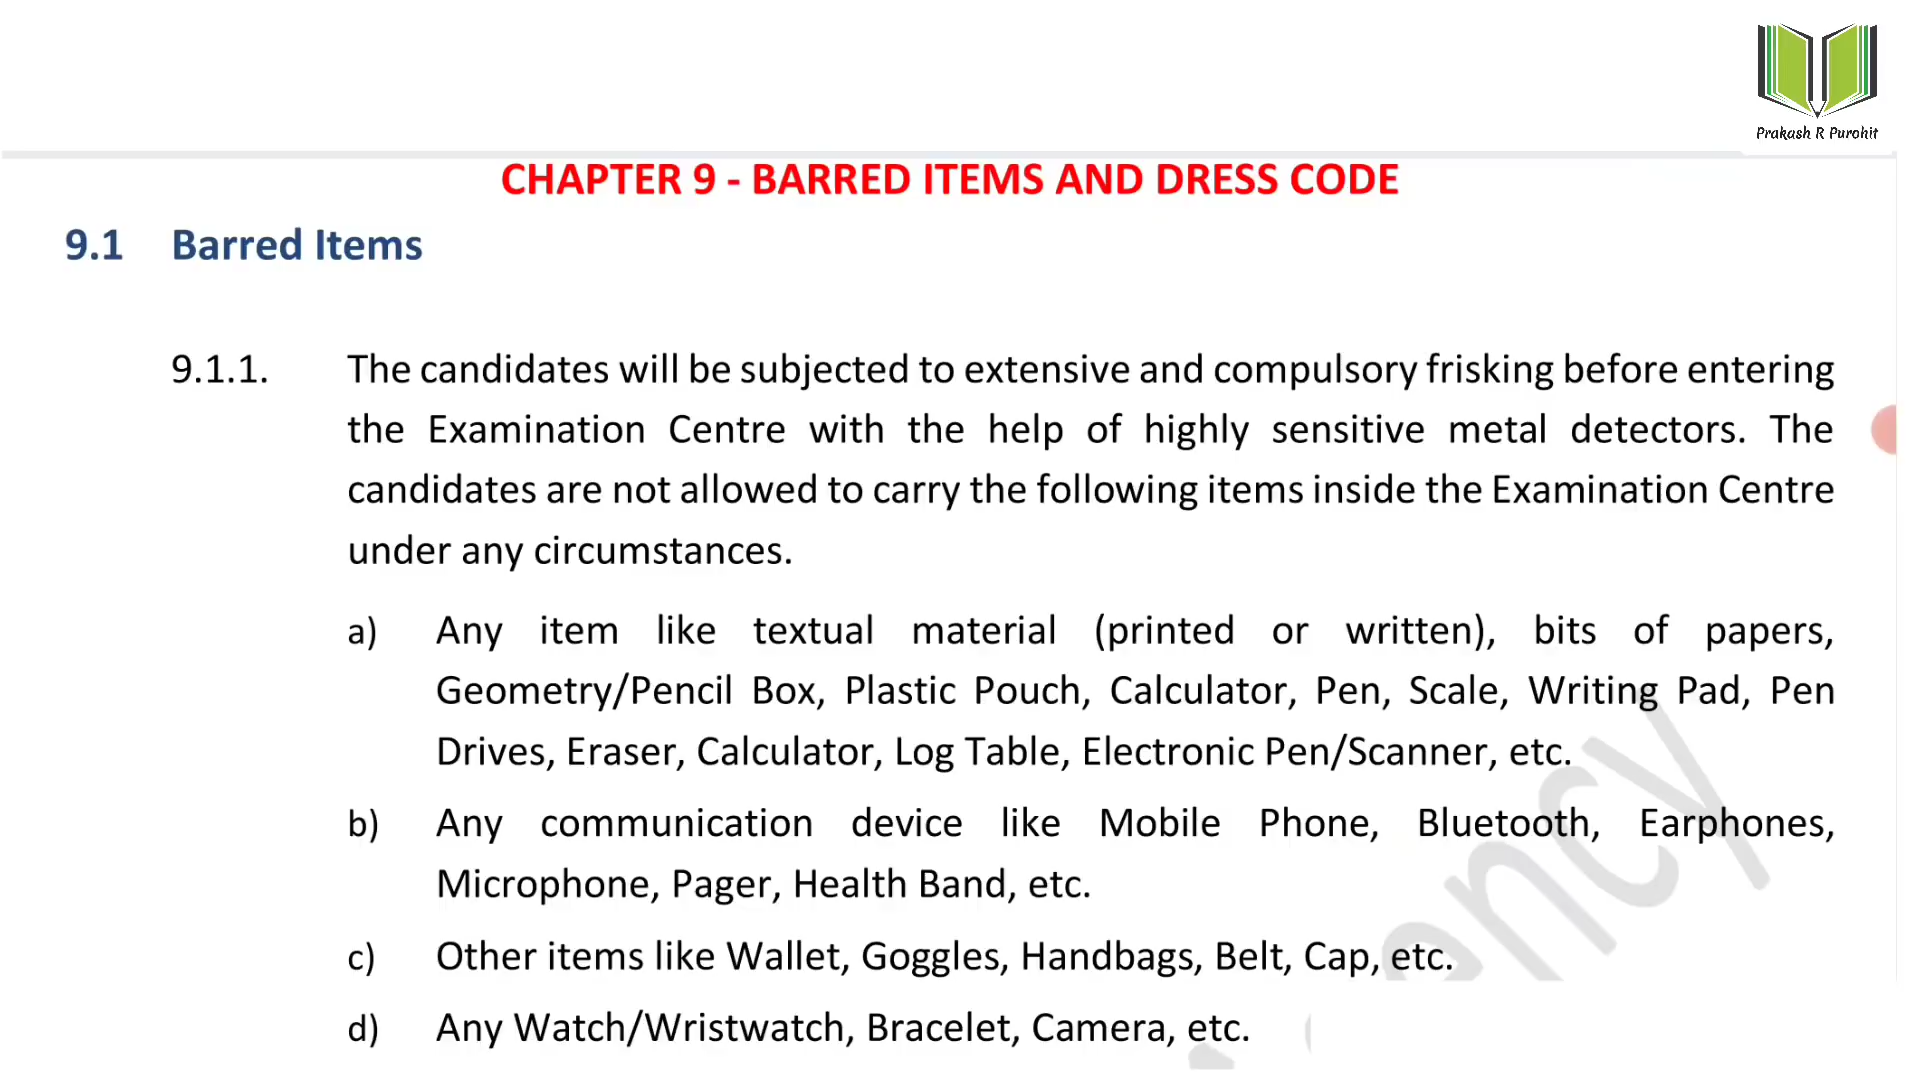 Prakash R Purohit
CHAPTER 9 - BARRED ITEMS AND DRESS CODE
9.1 Barred Items
9.1.1. The candidates will be subjected to extensive and compulsory frisking before entering
the Examination Centre with the help of highly sensitive metal detectors. The
candidates are not allowed to carry the following items inside the Examination Centre
under any circumstances.
a) Any item like textual material (printed or written), bits of papers,
Geometry/Pencil Box, Plastic Pouch, Calculator, Pen, Scale, Writing Pad, Pen
Drives, Eraser, Calculator, Log Table, Electronic Pen/Scanner, etc.
b) Any communication device like Mobile Phone, Bluetooth, Earphones,
Microphone, Pager, Health Band, etc.
c) Other items like Wallet, Goggles, Handbags, Belt, Cap, etc.
d) Any Watch/Wristwatch, Bracelet, Camera, etc.